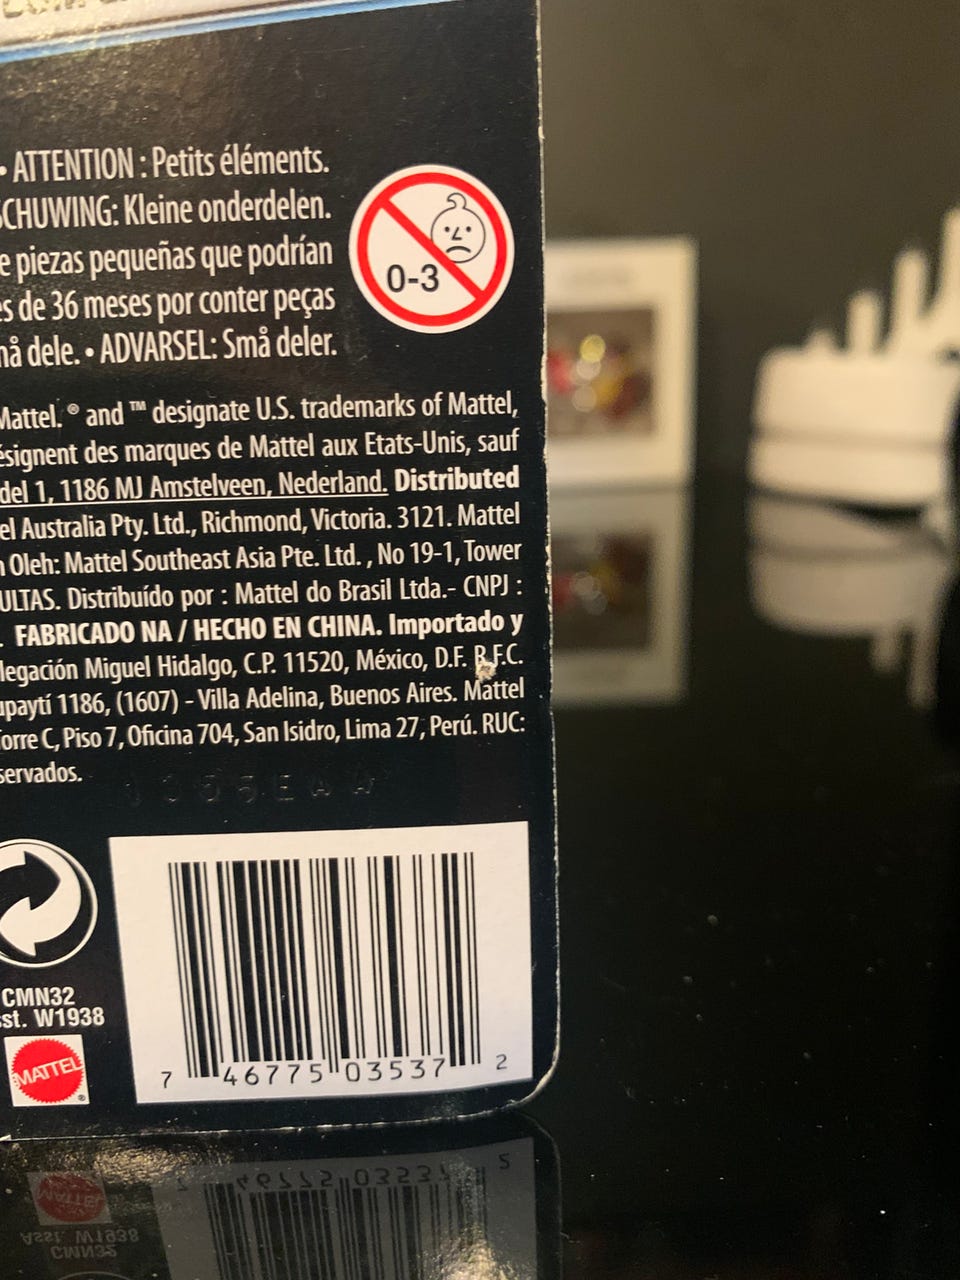 • ATTENTION : Petits éléments.
SCHUWING: Kleine onderdelen.
e piezas pequeñas que podrían
es de 36 meses por conter peças
må dele. • ADVARSEL: Små deler.
0-3
Mattel. ® and ™ designate U.S. trademarks of Mattel,
ésignent des marques de Mattel aux Etats-Unis, sauf
del 1, 1186 MJ Amstelveen, Nederland. Distributed
el Australia Pty. Ltd., Richmond, Victoria. 3121. Mattel
n Oleh: Mattel Southeast Asia Pte. Ltd. , No 19-1, Tower
ULTAS. Distribuído por : Mattel do Brasil Ltda.- CNPJ :
. FABRICADO NA / HECHO EN CHINA. Importado y
legación Miguel Hidalgo, C.P. 11520, México, D.F. R.F.C.
upaytí 1186, (1607) - Villa Adelina, Buenos Aires. Mattel
Torre C, Piso 7, Oficina 704, San Isidro, Lima 27, Perú. RUC:
servados.
CMN32
sst. W1938
MATTEL
®
7 46775 03537 2